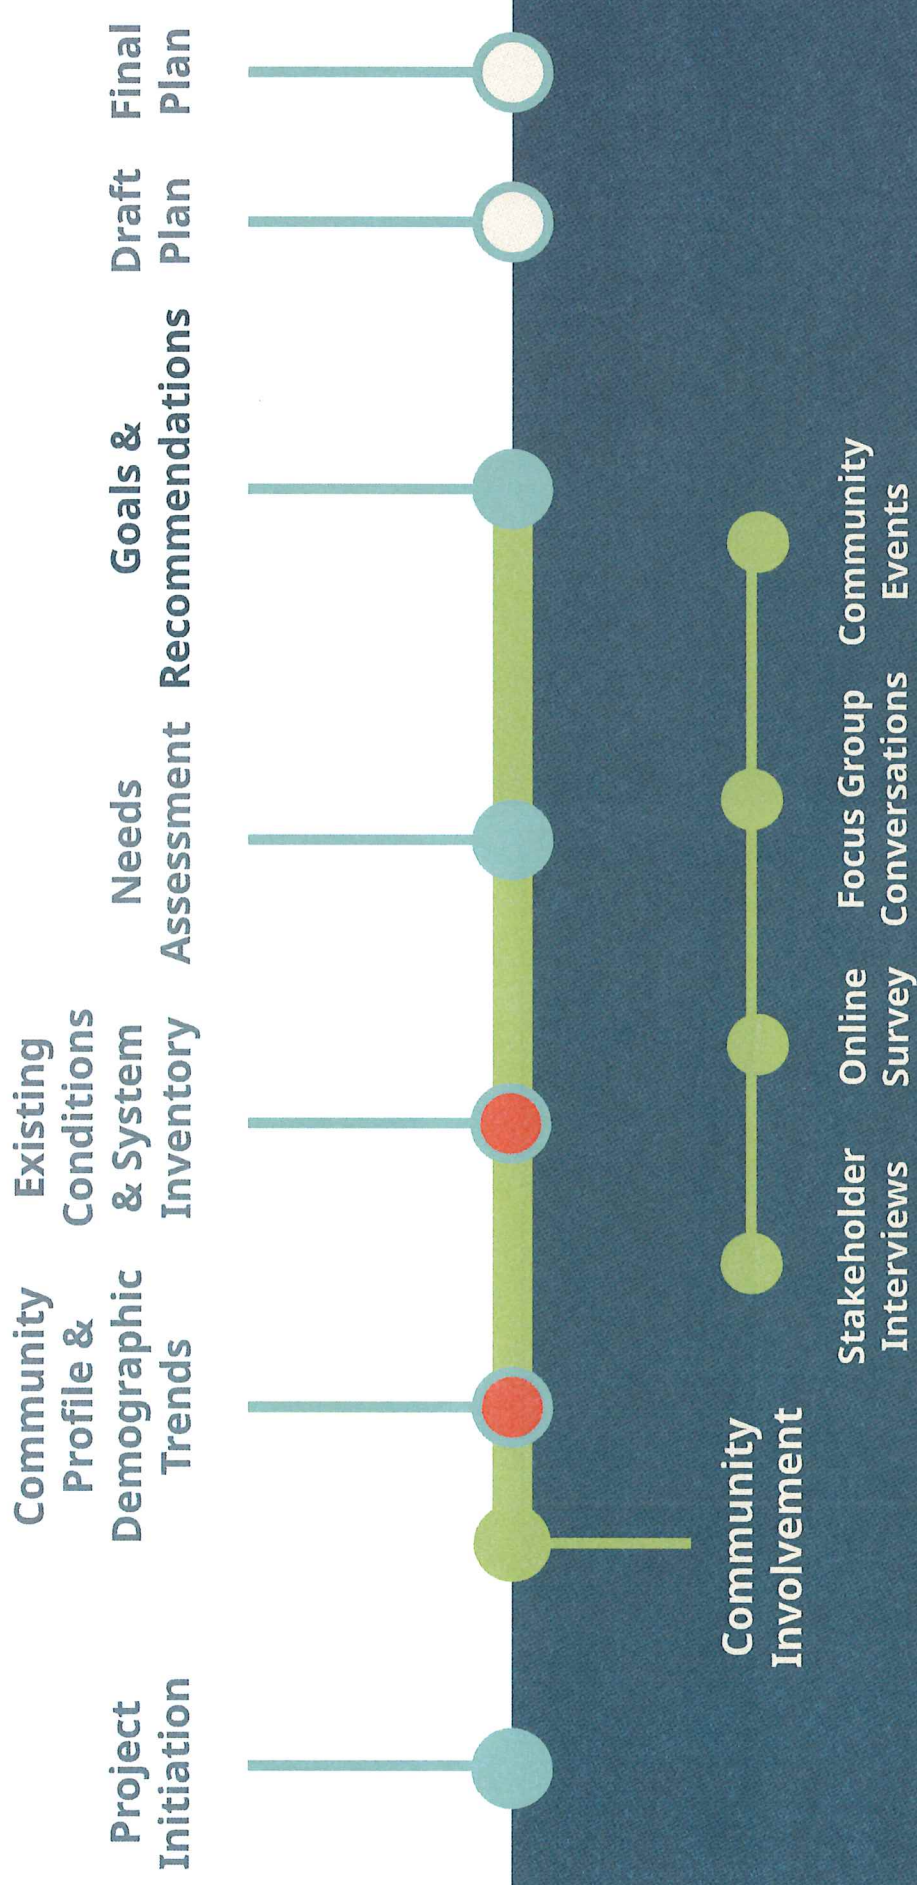 Project
Initiation
Community
Profile &
Demographic
Trends
Existing
Conditions
& System
Inventory
Needs
Assessment
Goals &
Recommendations
Draft
Plan
Final
Plan
Community
Involvement
Stakeholder
Interviews
Online
Survey
Focus Group
Conversations
Community
Events